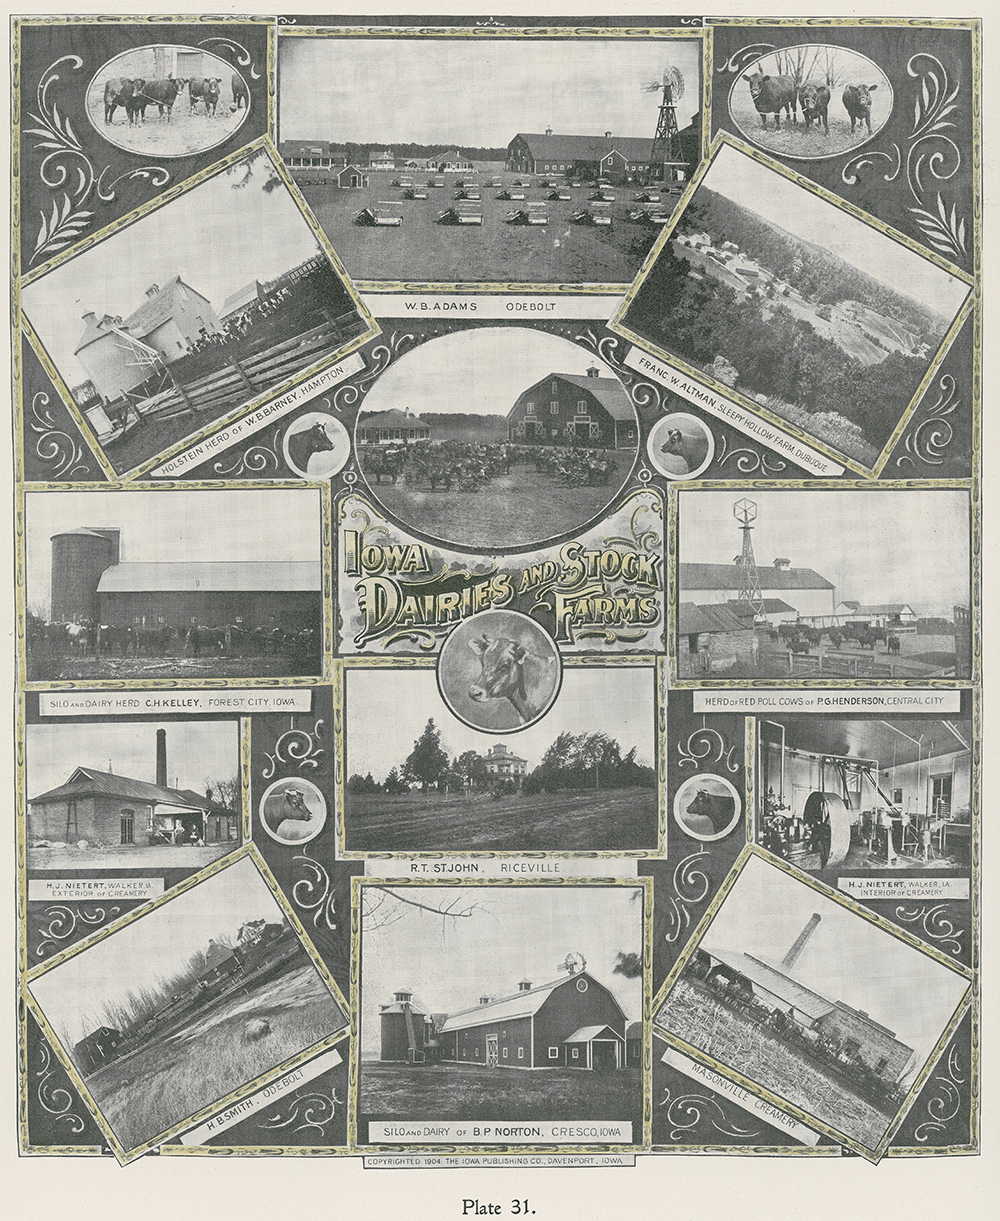 W.B. ADAMS ODEBOLT
HOLSTEIN HERD OF W.B. BARNEY, HAMPTON.
FRANC. W. ALTMAN, SLEEPY HOLLOW FARM, DUBUQUE
IOWA
DAIRIES AND STOCK
FARMS
SILO AND DAIRY HERD C.H. KELLEY, FOREST CITY, IOWA.
HERD OF RED POLL COWS OF P.G. HENDERSON, CENTRAL CITY
H.J. NIETERT, WALKER, IA.
EXTERIOR OF CREAMERY
R.T. ST.JOHN, RICEVILLE
H.J. NIETERT, WALKER, IA.
INTERIOR OF CREAMERY
H.B. SMITH, ODEBOLT
MASONVILLE CREAMERY
SILO AND DAIRY OF B.P. NORTON, CRESCO, IOWA
COPYRIGHTED 1904. THE IOWA PUBLISHING CO., DAVENPORT, IOWA
Plate 31.